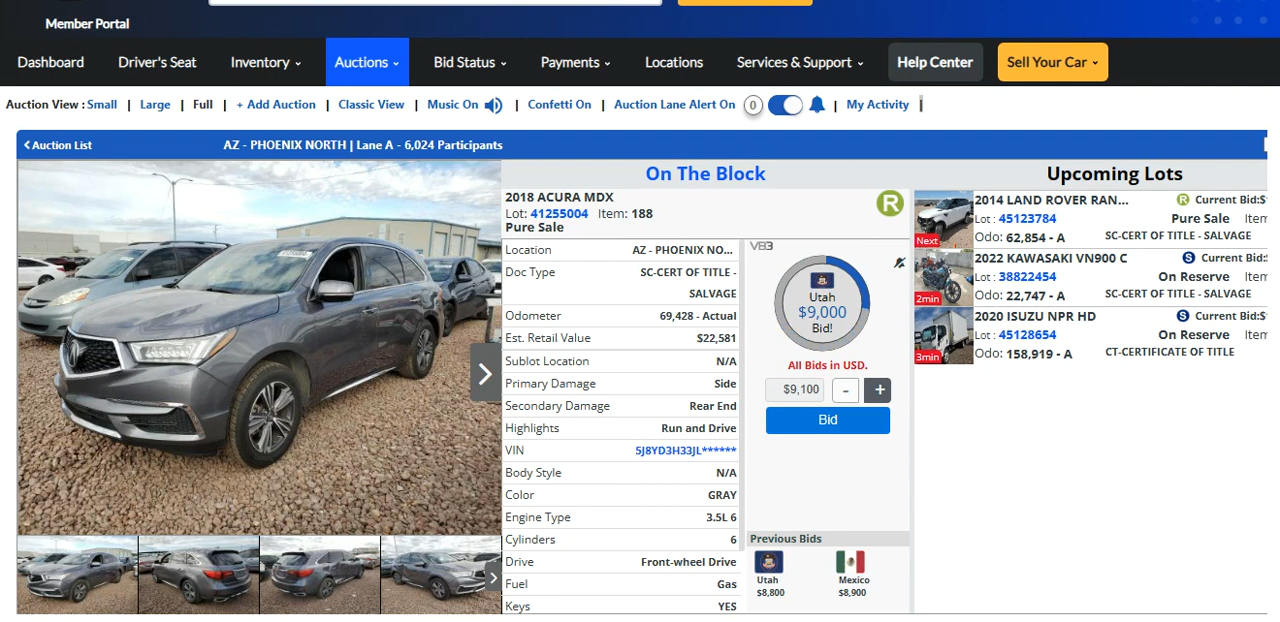 Member Portal
Dashboard Driver's Seat Inventory Auctions Bid Status Payments Locations Services & Support Help Center Sell Your Car
Auction View : Small | Large | Full | + Add Auction | Classic View | Music On | Confetti On | Auction Lane Alert On 0 | My Activity |
Auction List AZ - PHOENIX NORTH | Lane A - 6,024 Participants
On The Block
2018 ACURA MDX
Lot: 41255004 Item: 188
Pure Sale
R
Location AZ - PHOENIX NO...
Doc Type SC-CERT OF TITLE -
SALVAGE
Odometer 69,428 - Actual
Est. Retail Value $22,581
Sublot Location N/A
Primary Damage Side
Secondary Damage Rear End
Highlights Run and Drive
VIN 5J8YD3H33JL******
Body Style N/A
Color GRAY
Engine Type 3.5L 6
Cylinders 6
Drive Front-wheel Drive
Fuel Gas
Keys YES
VB3
Utah
$9,000
Bid!
All Bids in USD.
$9,100 - +
Bid
Previous Bids
Utah Mexico
$8,800 $8,900
Upcoming Lots
2014 LAND ROVER RAN... R Current Bid:$
Lot : 45123784 Pure Sale Item
Next Odo: 62,854 - A SC-CERT OF TITLE - SALVAGE
2022 KAWASAKI VN900 C S Current Bid:
Lot : 38822454 On Reserve Item
2min Odo: 22,747 - A SC-CERT OF TITLE - SALVAGE
2020 ISUZU NPR HD S Current Bid:$
Lot : 45128654 On Reserve Item
3min Odo: 158,919 - A CT-CERTIFICATE OF TITLE